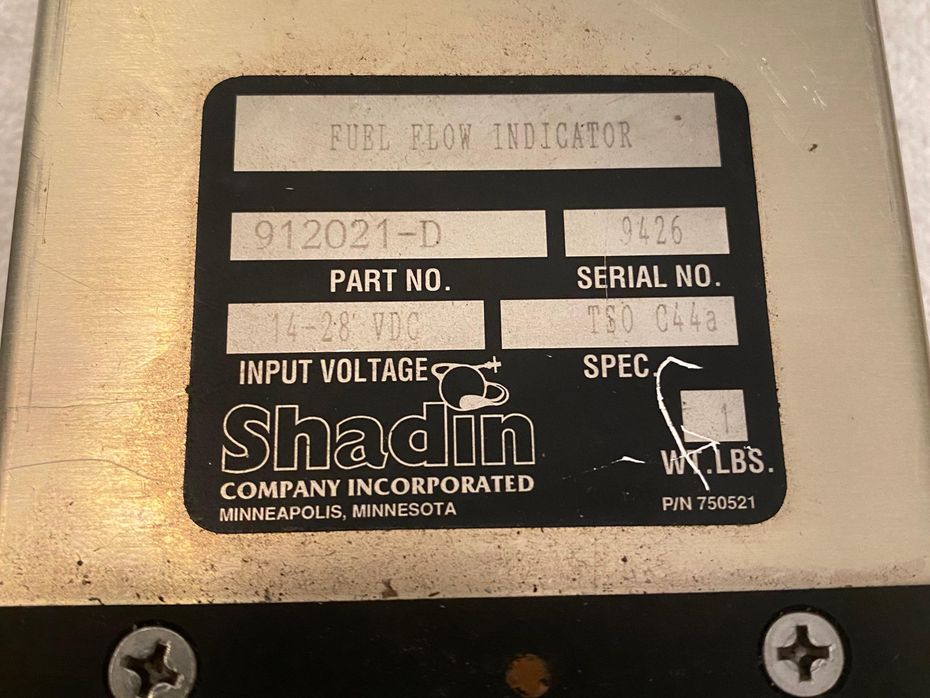 FUEL FLOW INDICATOR
912021-D 9426
PART NO. SERIAL NO.
14-28 VDC TSO C44a
INPUT VOLTAGE SPEC.
Shadin
1
COMPANY INCORPORATED WT.LBS.
MINNEAPOLIS, MINNESOTA P/N 750521